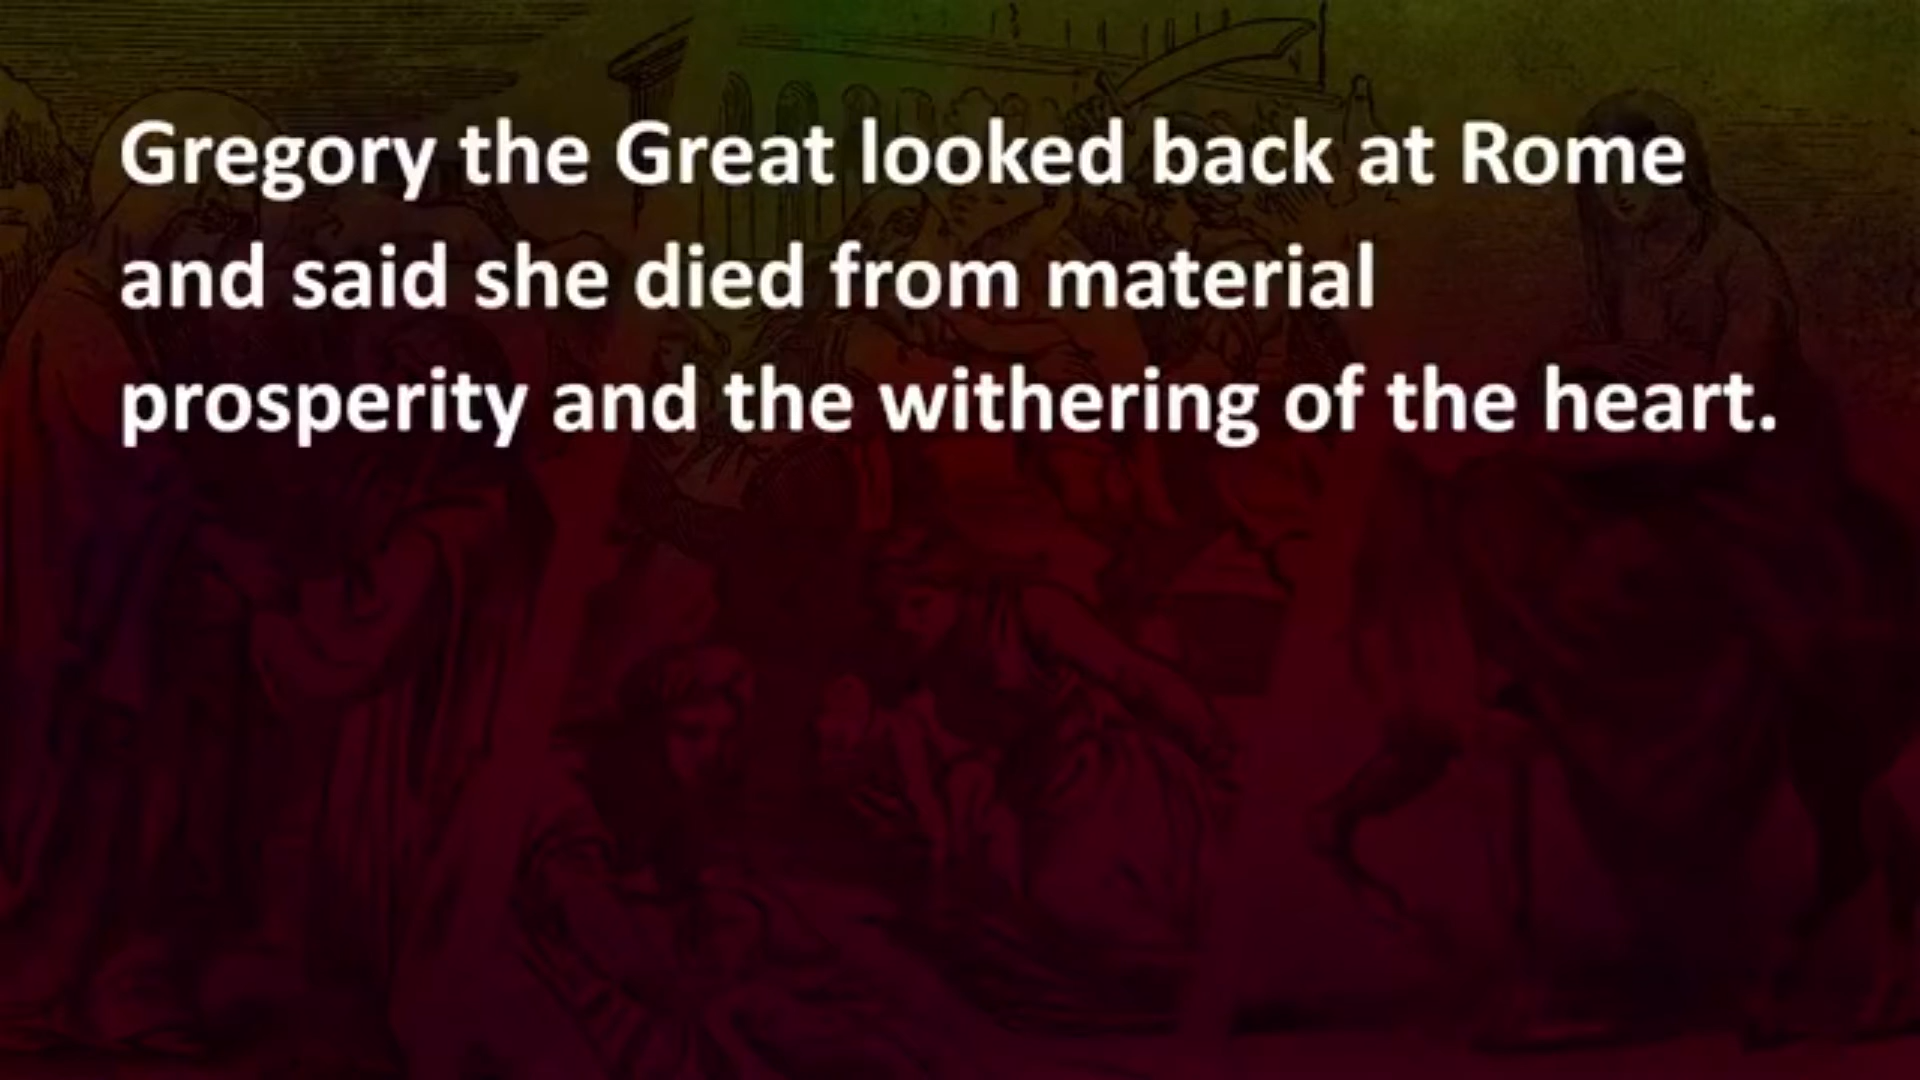 Gregory the Great looked back at Rome
and said she died from material
prosperity and the withering of the heart.